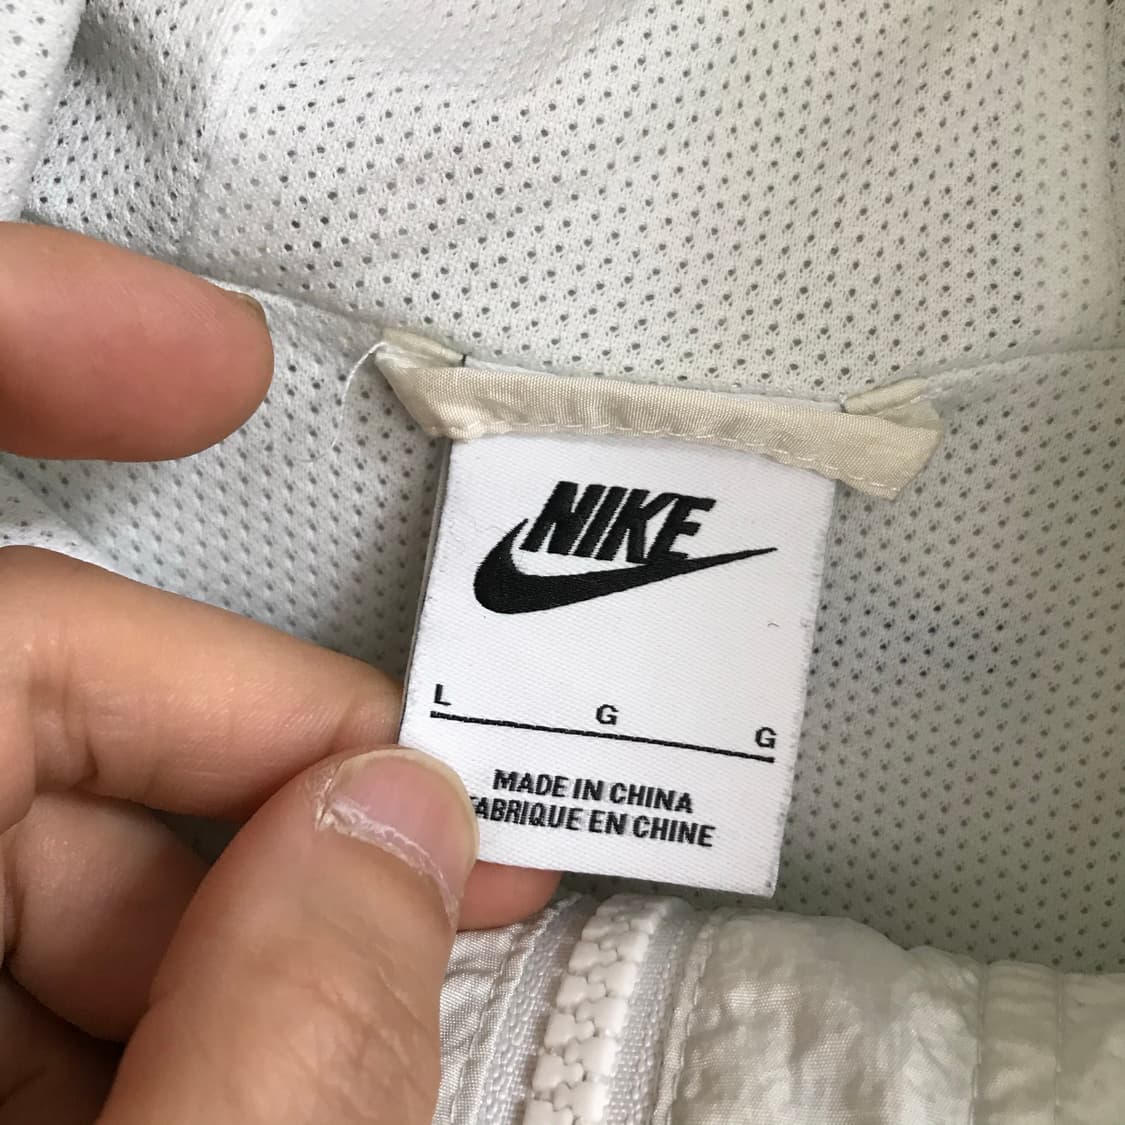 NIKE
L G G
MADE IN CHINA
FABRIQUE EN CHINE